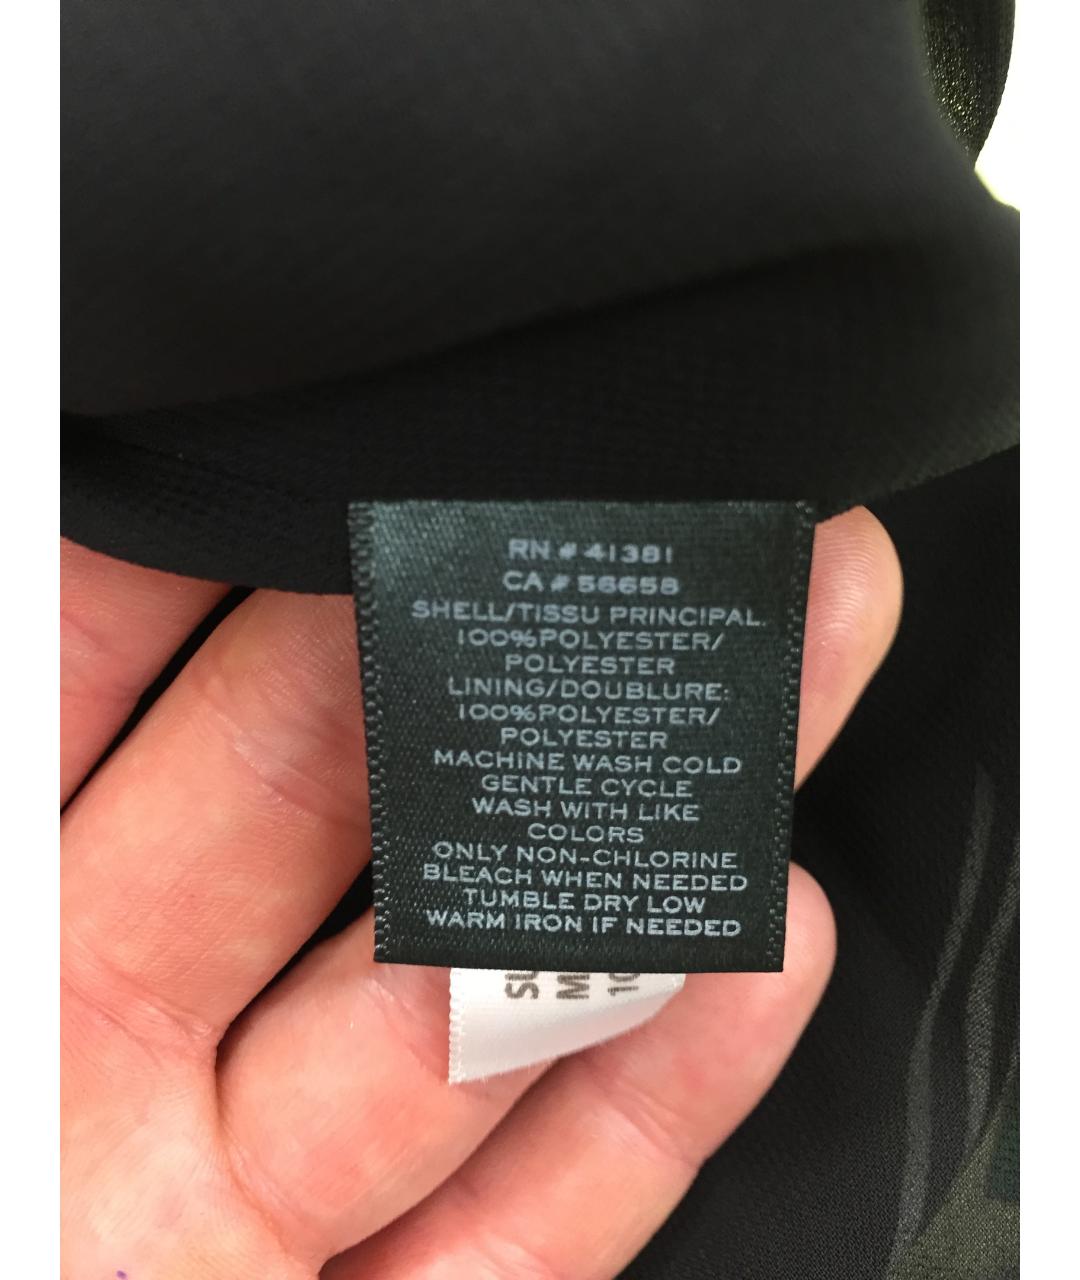 RN # 41381
CA # 56658
SHELL/TISSU PRINCIPAL.
100%POLYESTER/
POLYESTER
LINING/DOUBLURE:
100%POLYESTER/
POLYESTER
MACHINE WASH COLD
GENTLE CYCLE
WASH WITH LIKE
COLORS
ONLY NON-CHLORINE
BLEACH WHEN NEEDED
TUMBLE DRY LOW
WARM IRON IF NEEDED